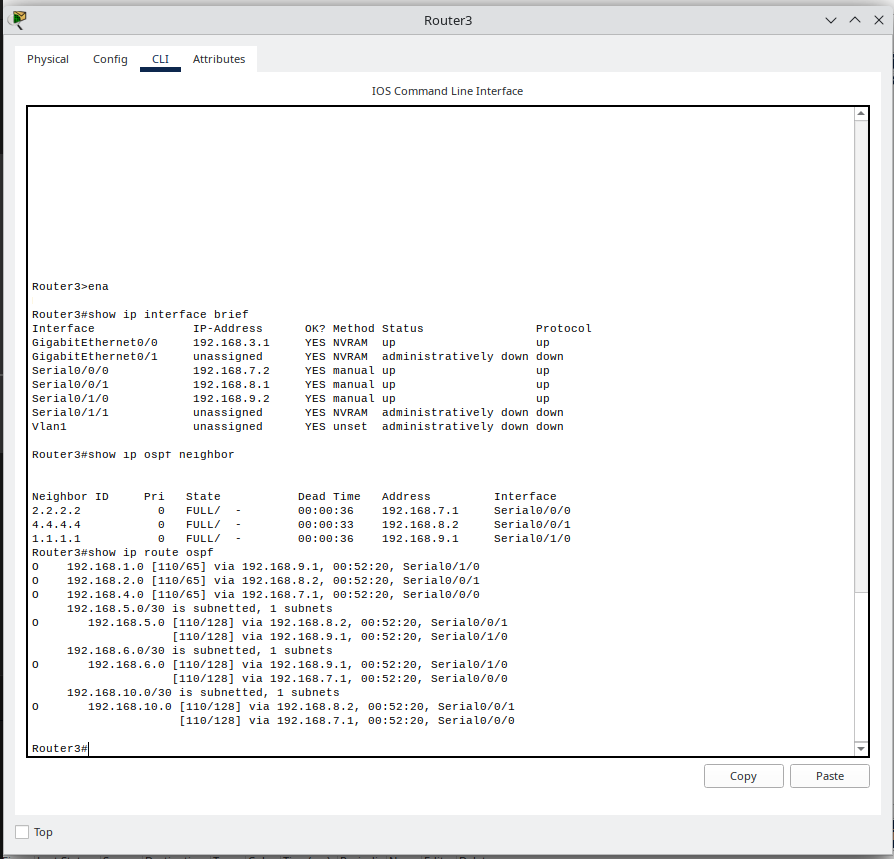 Router3
Physical Config CLI Attributes
IOS Command Line Interface
Router3>ena
Router3#show ip interface brief
Interface IP-Address OK? Method Status Protocol
GigabitEthernet0/0 192.168.3.1 YES NVRAM up up
GigabitEthernet0/1 unassigned YES NVRAM administratively down down
Serial0/0/0 192.168.7.2 YES manual up up
Serial0/0/1 192.168.8.1 YES manual up up
Serial0/1/0 192.168.9.2 YES manual up up
Serial0/1/1 unassigned YES NVRAM administratively down down
Vlan1 unassigned YES unset administratively down down
Router3#show ip ospf neighbor
Neighbor ID Pri State Dead Time Address Interface
2.2.2.2 0 FULL/ - 00:00:36 192.168.7.1 Serial0/0/0
4.4.4.4 0 FULL/ - 00:00:33 192.168.8.2 Serial0/0/1
1.1.1.1 0 FULL/ - 00:00:36 192.168.9.1 Serial0/1/0
Router3#show ip route ospf
O 192.168.1.0 [110/65] via 192.168.9.1, 00:52:20, Serial0/1/0
O 192.168.2.0 [110/65] via 192.168.8.2, 00:52:20, Serial0/0/1
O 192.168.4.0 [110/65] via 192.168.7.1, 00:52:20, Serial0/0/0
192.168.5.0/30 is subnetted, 1 subnets
O 192.168.5.0 [110/128] via 192.168.8.2, 00:52:20, Serial0/0/1
[110/128] via 192.168.9.1, 00:52:20, Serial0/1/0
192.168.6.0/30 is subnetted, 1 subnets
O 192.168.6.0 [110/128] via 192.168.9.1, 00:52:20, Serial0/1/0
[110/128] via 192.168.7.1, 00:52:20, Serial0/0/0
192.168.10.0/30 is subnetted, 1 subnets
O 192.168.10.0 [110/128] via 192.168.8.2, 00:52:20, Serial0/0/1
[110/128] via 192.168.7.1, 00:52:20, Serial0/0/0
Router3#
Copy Paste
Top